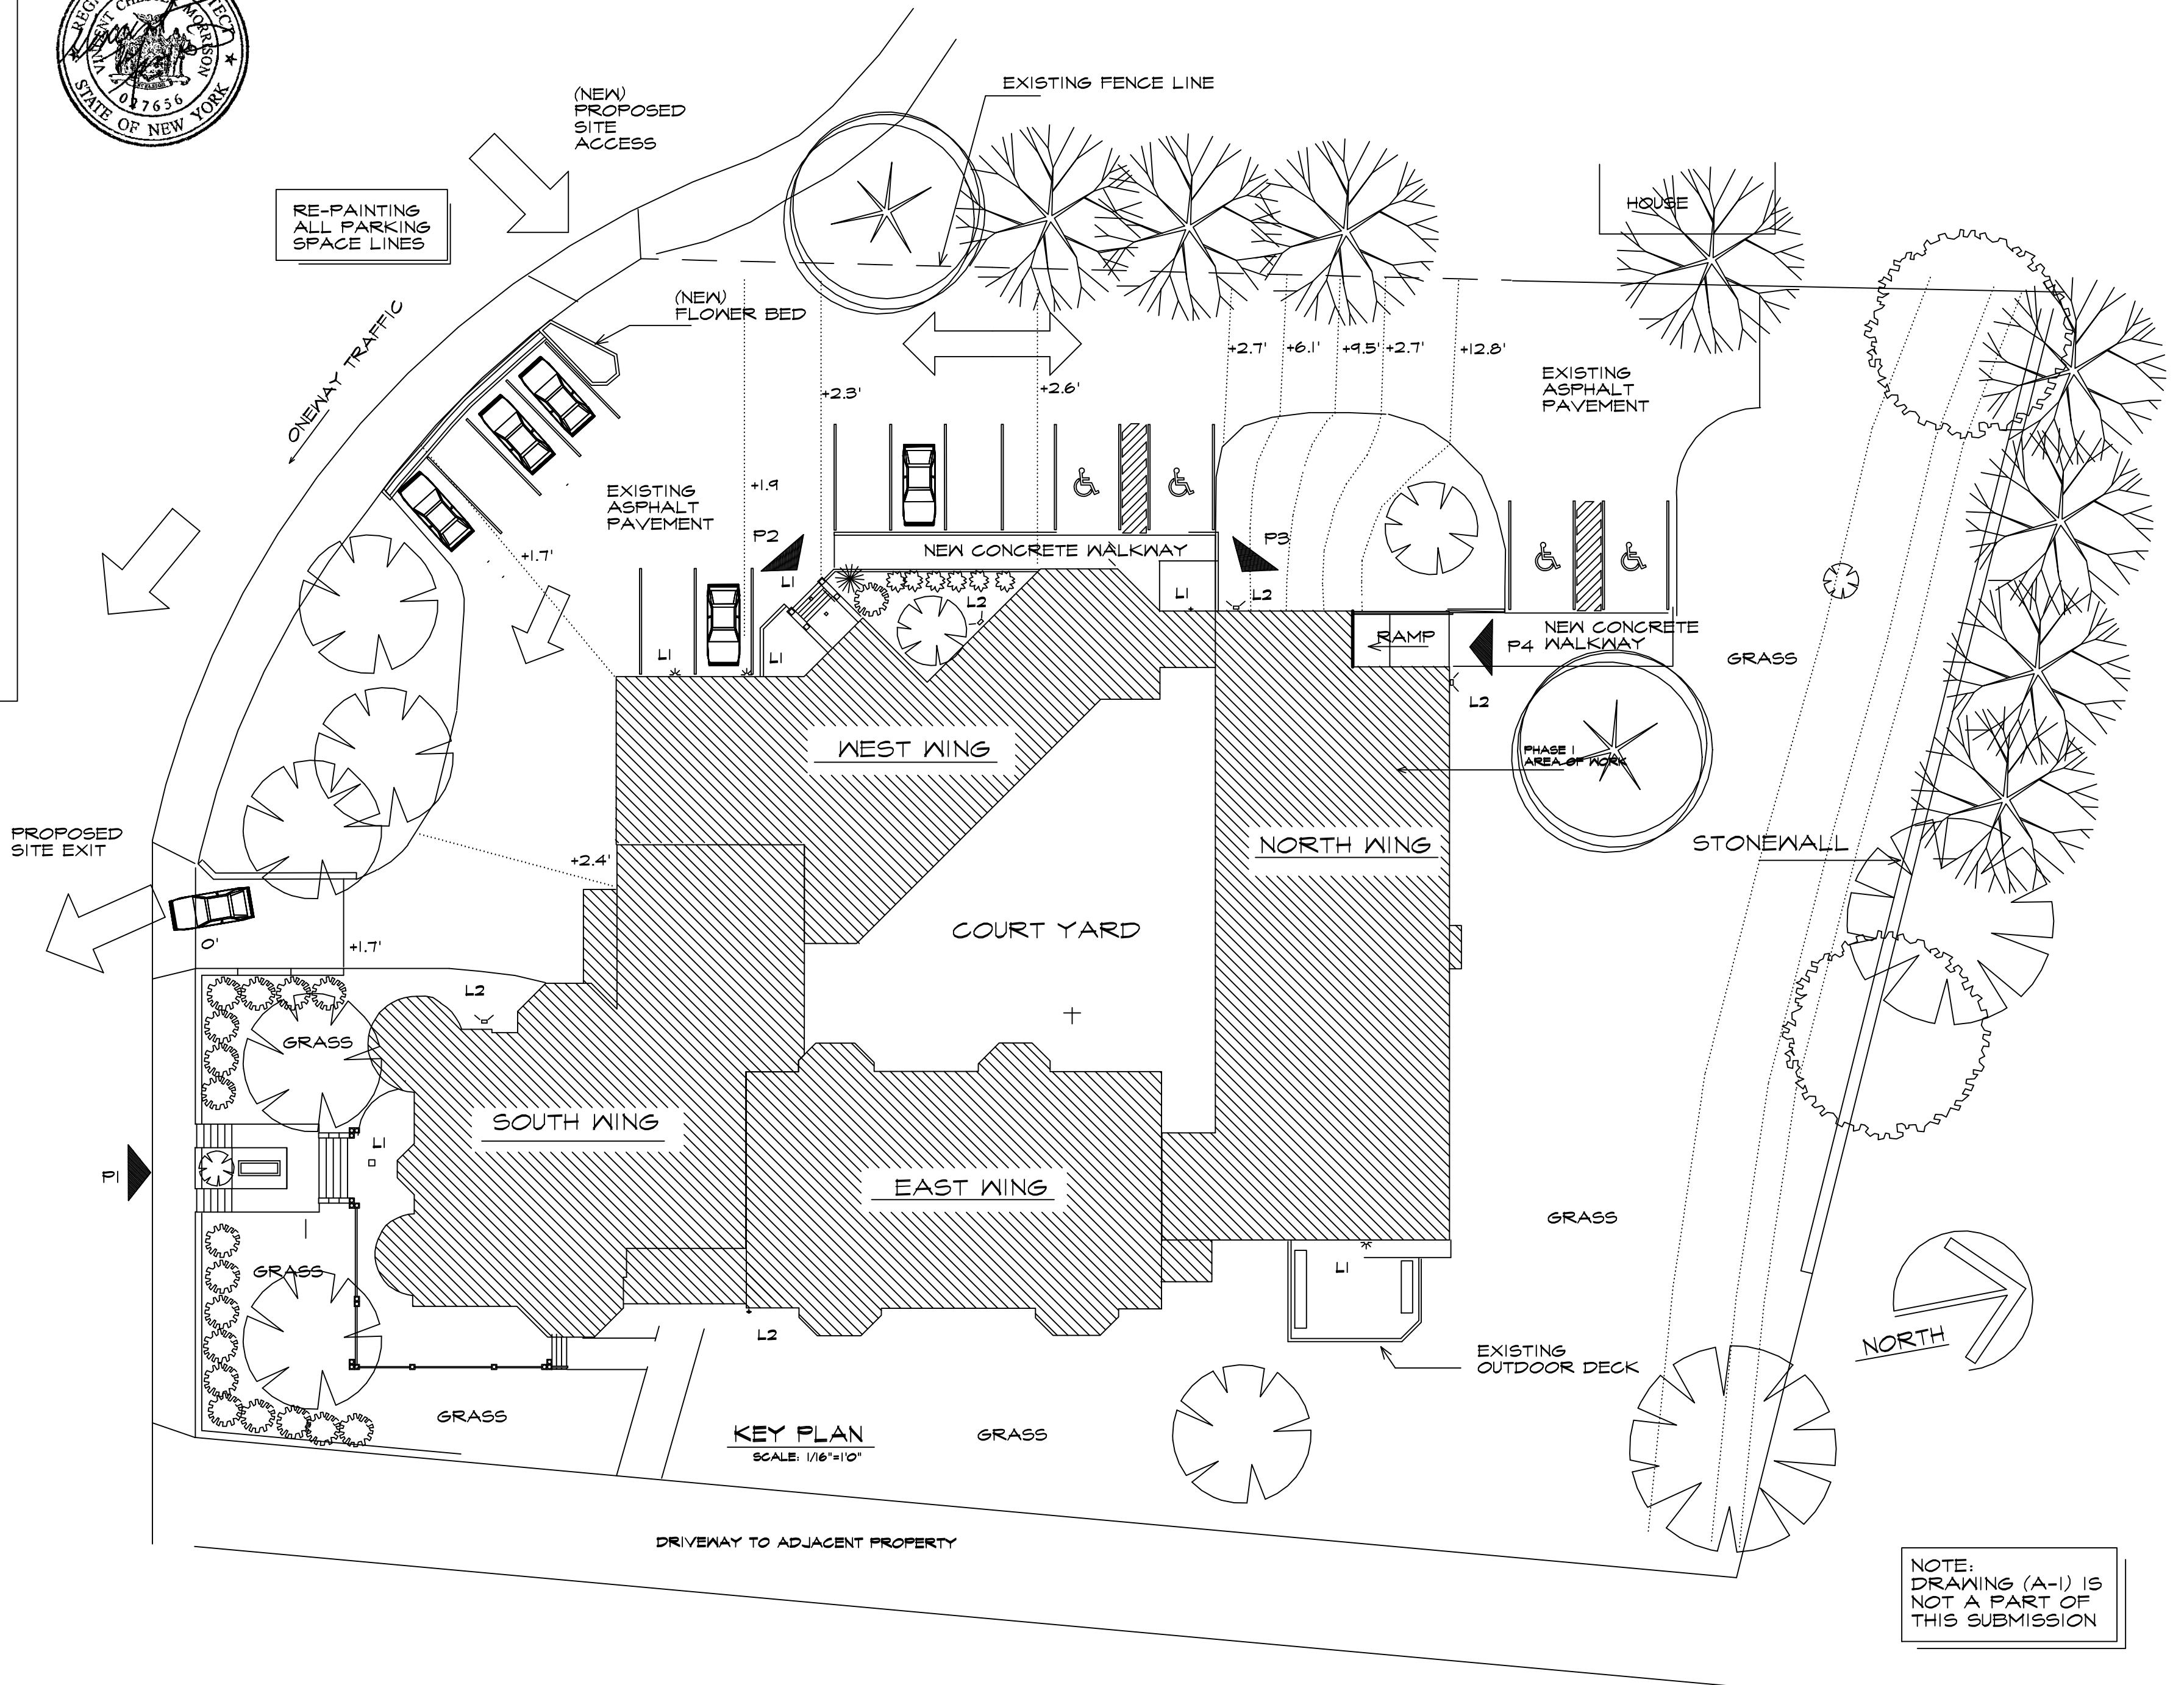 VINCENT CHESTER MORRISON
027656
STATE OF NEW YORK
(NEW)
PROPOSED
SITE
ACCESS
EXISTING FENCE LINE
RE-PAINTING
ALL PARKING
SPACE LINES
HOUSE
(NEW)
FLOWER BED
ONEWAY TRAFFIC
+2.7'
+6.1'
+9.5'
+2.7'
+12.8'
+2.3'
+2.6'
EXISTING
ASPHALT
PAVEMENT
+1.9
EXISTING
ASPHALT
PAVEMENT
P2
P3
NEW CONCRETE WALKWAY
+1.7'
L1
L1
L2
L2
RAMP
P4
NEW CONCRETE
WALKWAY
L1
L1
GRASS
L2
WEST WING
PHASE 1
AREA OF WORK
PROPOSED
SITE EXIT
+2.4'
NORTH WING
STONEWALL
COURT YARD
0'
+1.7'
L2
GRASS
SOUTH WING
L1
P1
EAST WING
GRASS
GRASS
L1
L2
NORTH
EXISTING
OUTDOOR DECK
GRASS
KEY PLAN
SCALE: 1/16"=1'0"
GRASS
DRIVEWAY TO ADJACENT PROPERTY
NOTE:
DRAWING (A-1) IS
NOT A PART OF
THIS SUBMISSION